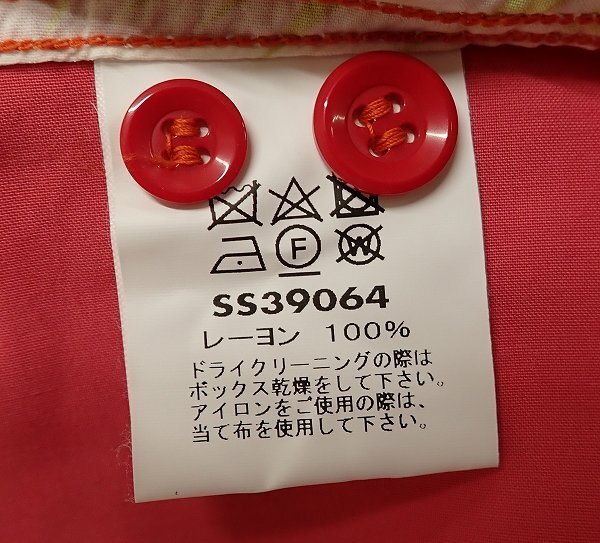 F W
SS39064
レーヨン 100%
ドライクリーニングの際は
ボックス乾燥をして下さい。
アイロンをご使用の際は、
当て布を使用して下さい。